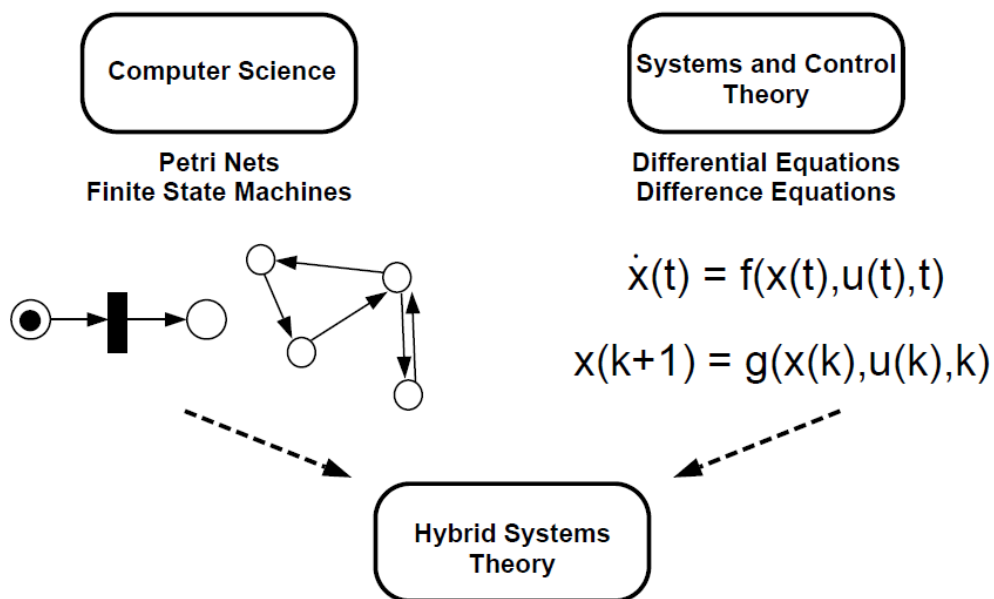 Computer Science
Systems and Control
Theory
Petri Nets
Finite State Machines
Differential Equations
Difference Equations
ẋ(t) = f(x(t),u(t),t)
x(k+1) = g(x(k),u(k),k)
Hybrid Systems
Theory